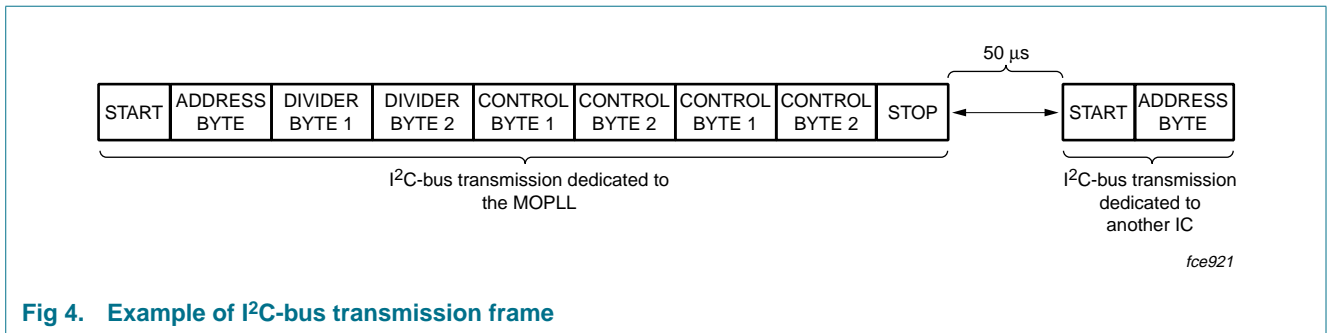 50 µs
START ADDRESS BYTE DIVIDER BYTE 1 DIVIDER BYTE 2 CONTROL BYTE 1 CONTROL BYTE 2 CONTROL BYTE 1 CONTROL BYTE 2 STOP START ADDRESS BYTE
I2C-bus transmission dedicated to
the MOPLL
I2C-bus transmission
dedicated to
another IC
fce921
Fig 4. Example of I2C-bus transmission frame